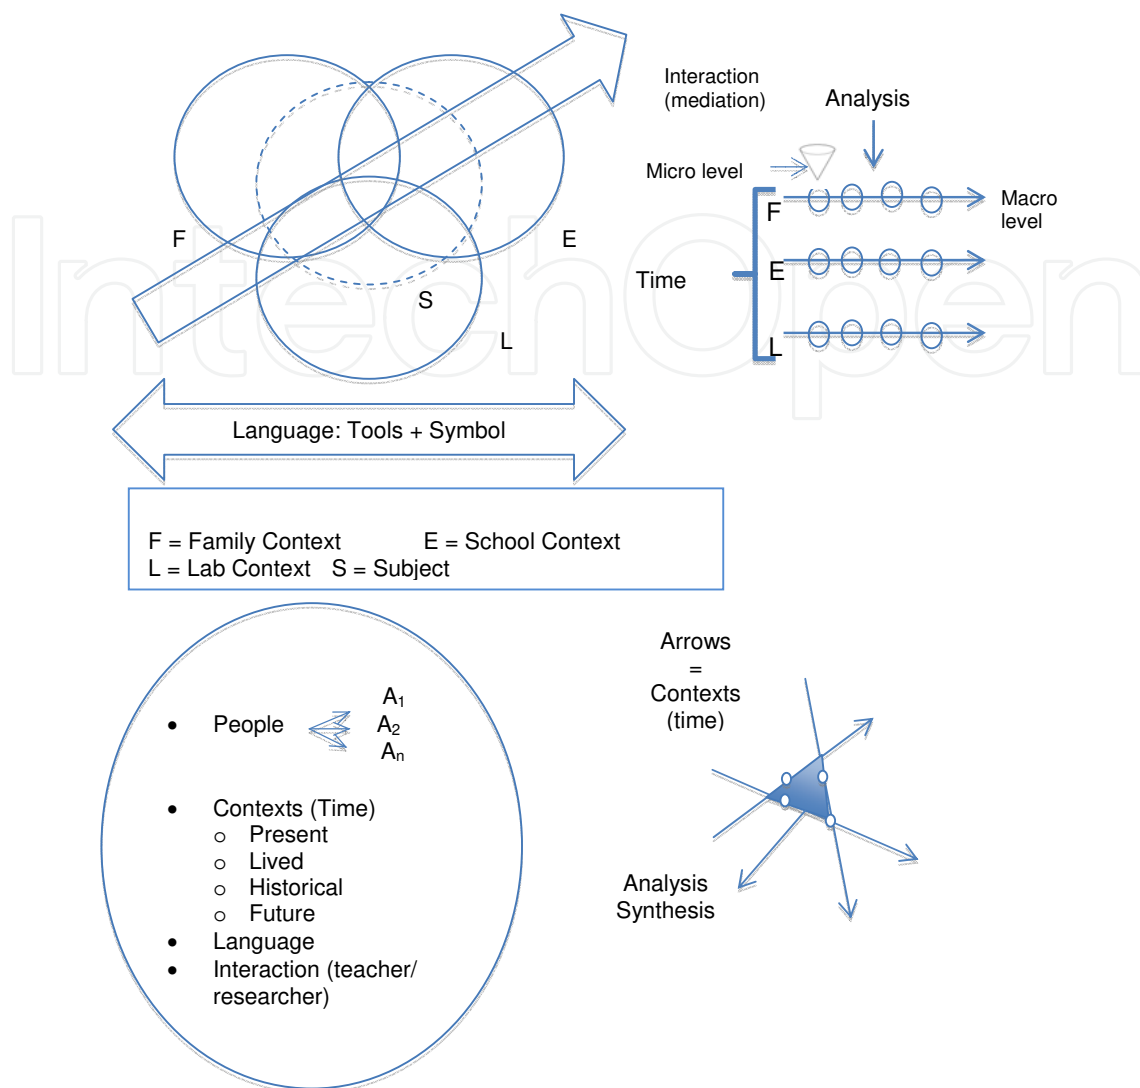 F
E
S
L
Interaction
(mediation)
Analysis
Micro level
Macro
level
F
Time
E
L
IntechOpen
Language: Tools + Symbol
F = Family Context E = School Context
L = Lab Context S = Subject
• People
A1
A2
An
• Contexts (Time)
o Present
o Lived
o Historical
o Future
• Language
• Interaction (teacher/
researcher)
Arrows
=
Contexts
(time)
Analysis
Synthesis